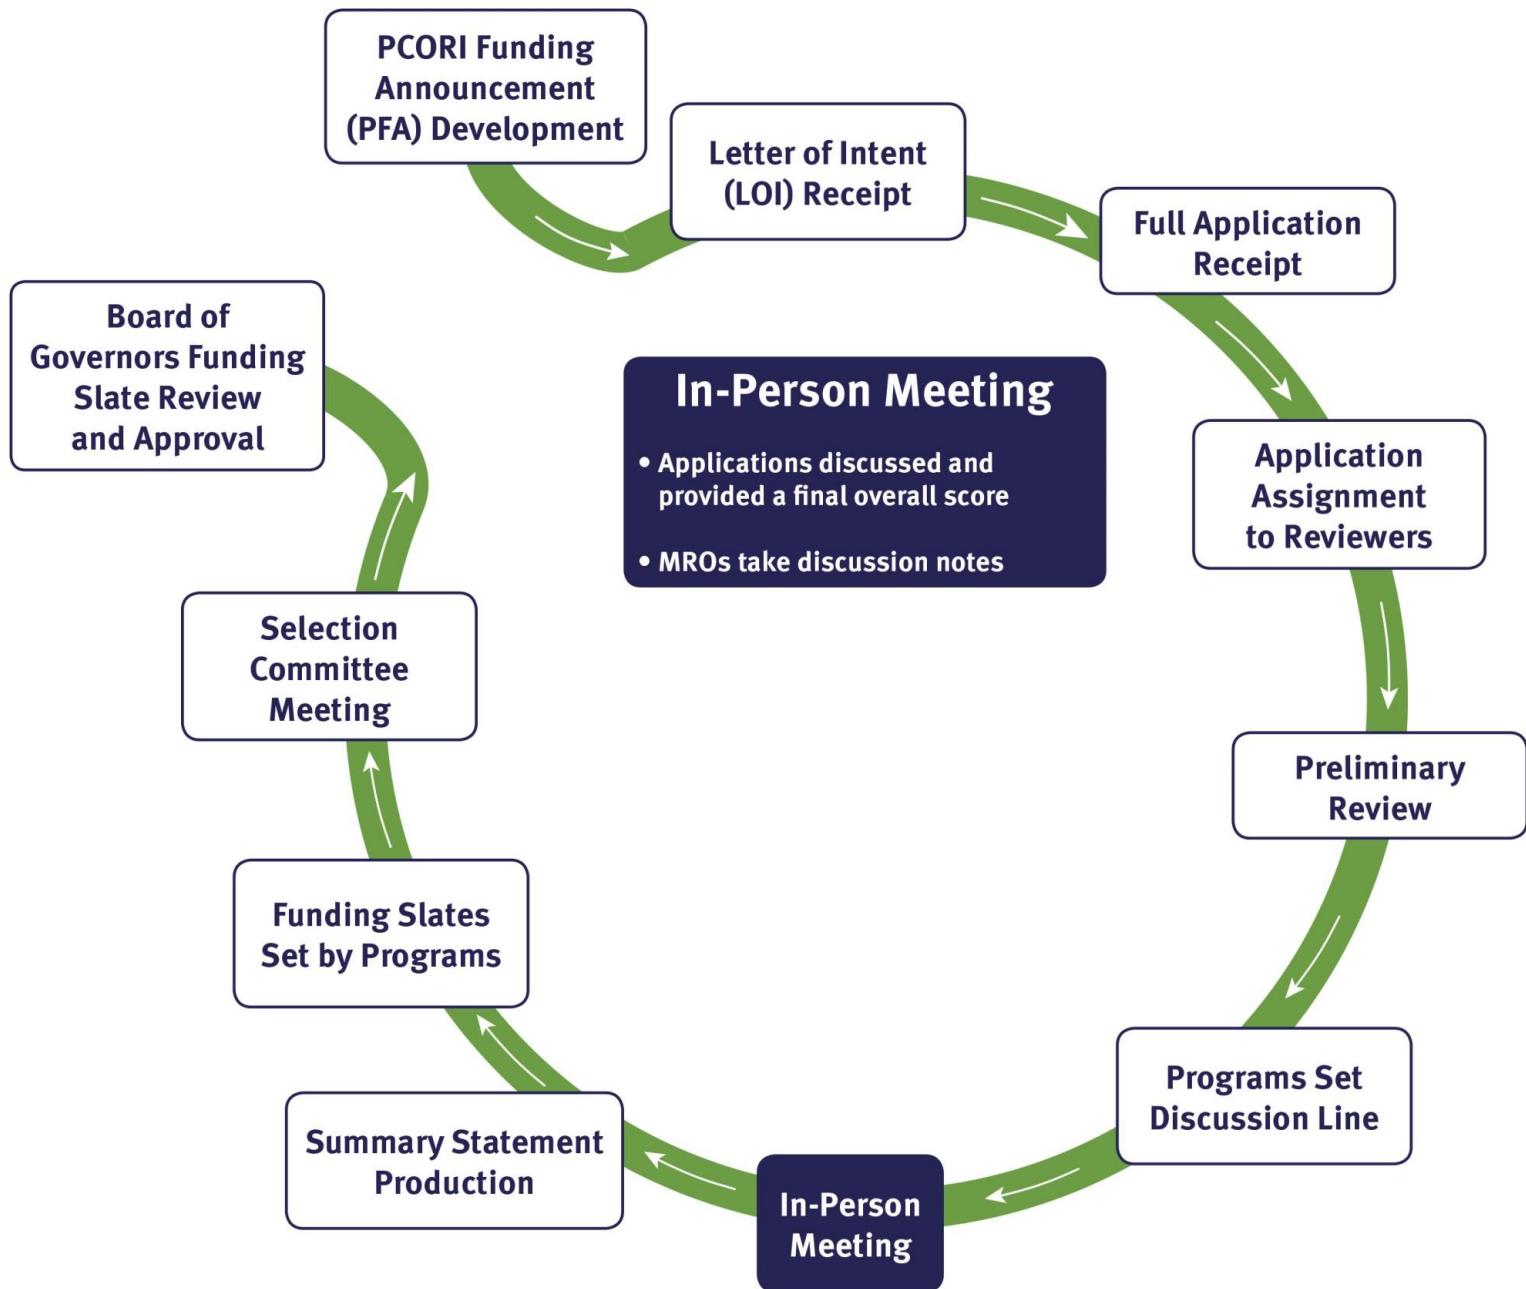 PCORI Funding
Announcement
(PFA) Development
Letter of Intent
(LOI) Receipt
Full Application
Receipt
Application
Assignment
to Reviewers
Preliminary
Review
Programs Set
Discussion Line
In-Person
Meeting
Summary Statement
Production
Funding Slates
Set by Programs
Selection
Committee
Meeting
Board of
Governors Funding
Slate Review
and Approval
In-Person Meeting
• Applications discussed and
provided a final overall score
• MROs take discussion notes